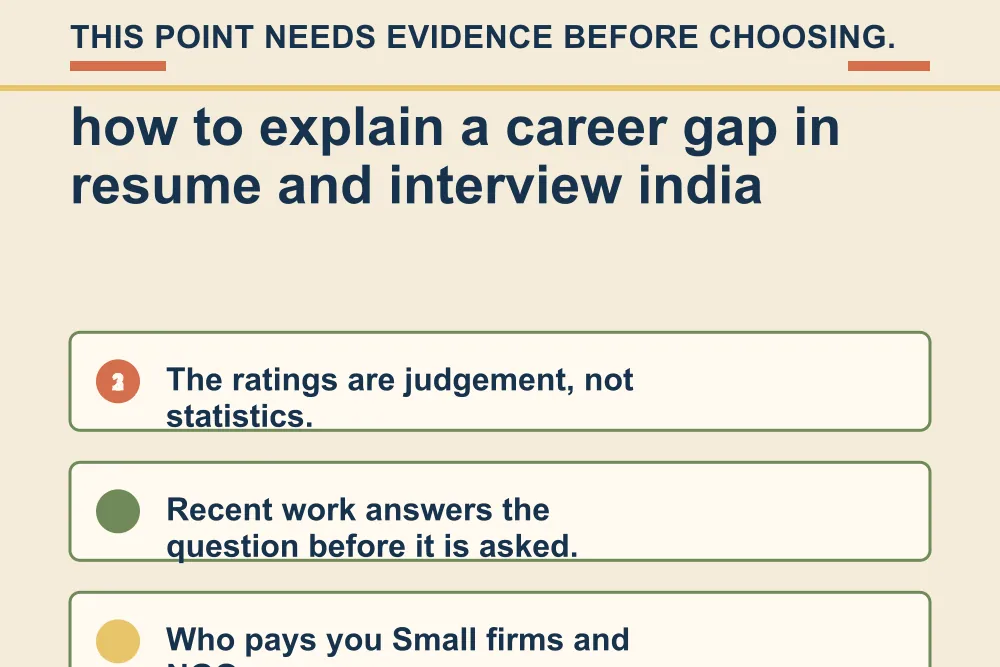 THIS POINT NEEDS EVIDENCE BEFORE CHOOSING.
how to explain a career gap in
resume and interview india
The ratings are judgement, not
statistics.
Recent work answers the
question before it is asked.
Who pays you Small firms and